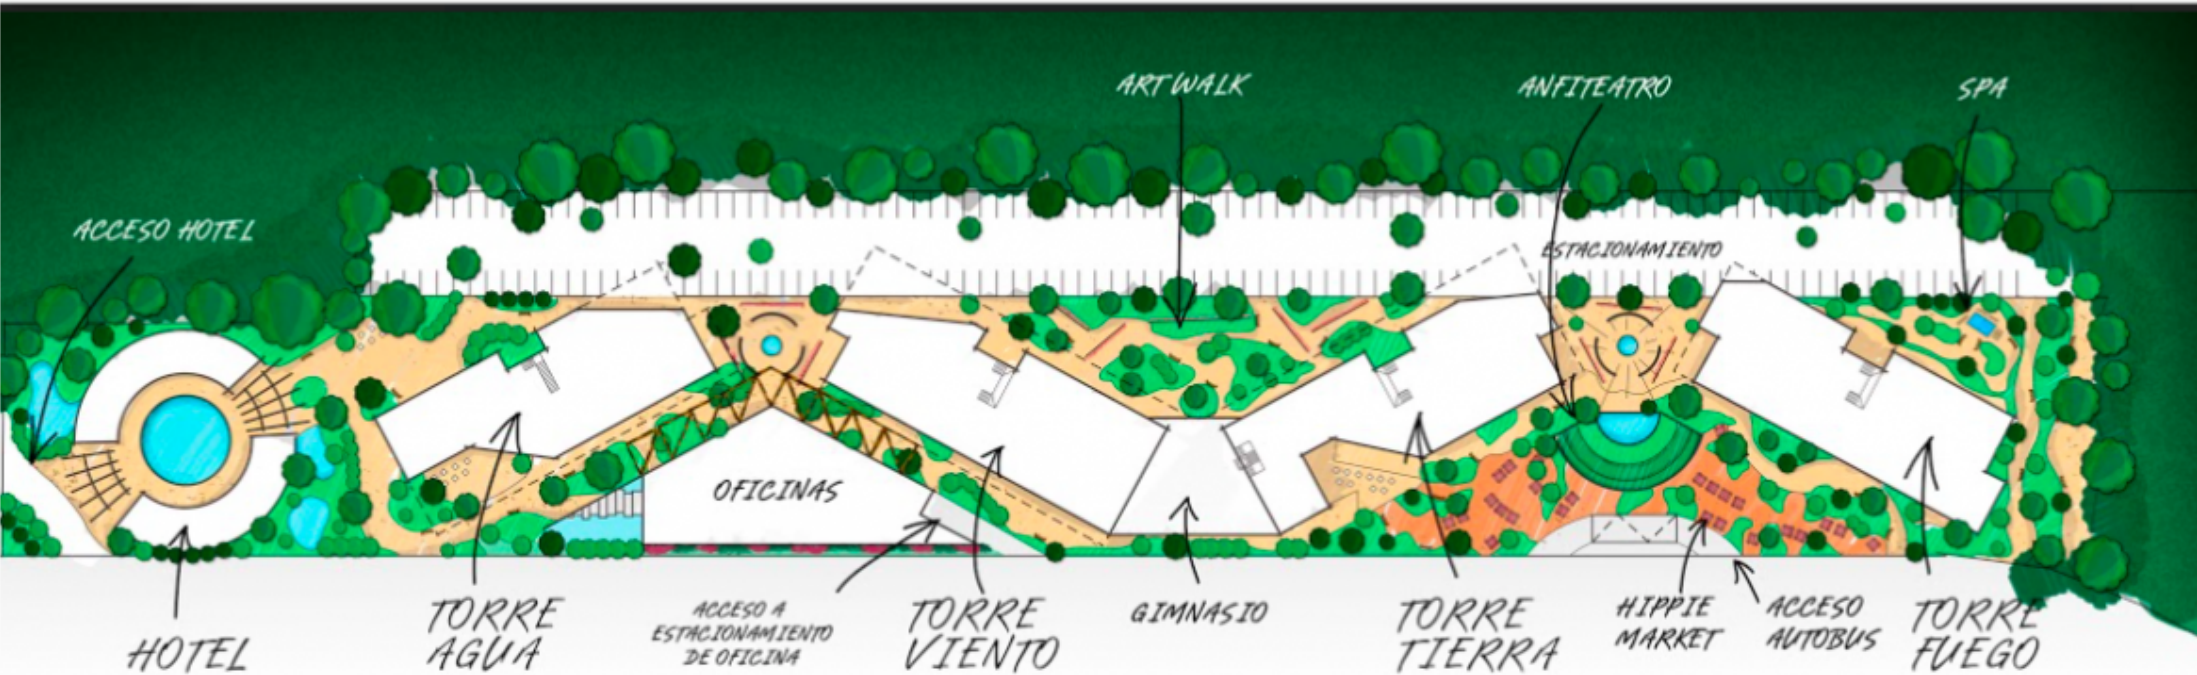 ART WALK
ANFITEATRO
SPA
ACCESO HOTEL
ESTACIONAMIENTO
OFICINAS
HOTEL
TORRE
AGUA
ACCESO A
ESTACIONAMIENTO
DE OFICINA
TORRE
VIENTO
GIMNASIO
TORRE
TIERRA
HIPPIE
MARKET
ACCESO
AUTOBUS
TORRE
FUEGO